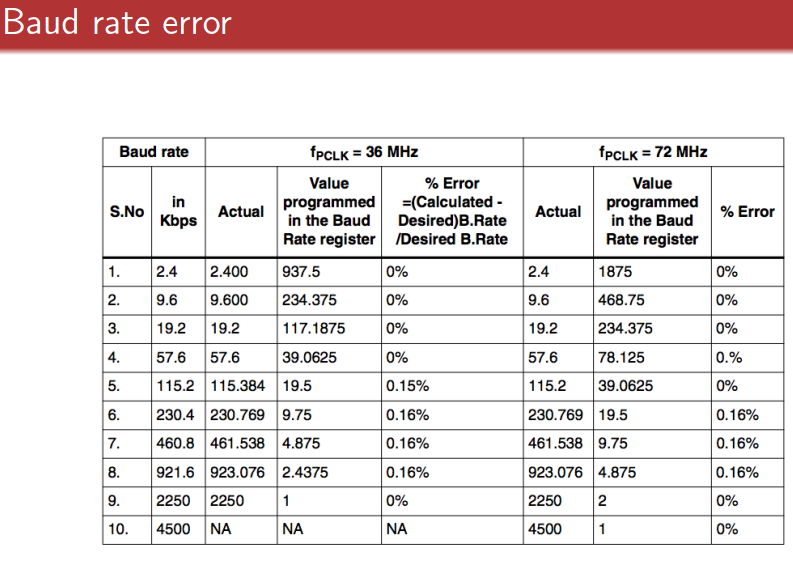 Baud rate error
Baud rate fPCLK = 36 MHz fPCLK = 72 MHz
S.No in Kbps Actual Value programmed in the Baud Rate register % Error =(Calculated - Desired)B.Rate /Desired B.Rate Actual Value programmed in the Baud Rate register % Error
1. 2.4 2.400 937.5 0% 2.4 1875 0%
2. 9.6 9.600 234.375 0% 9.6 468.75 0%
3. 19.2 19.2 117.1875 0% 19.2 234.375 0%
4. 57.6 57.6 39.0625 0% 57.6 78.125 0.%
5. 115.2 115.384 19.5 0.15% 115.2 39.0625 0%
6. 230.4 230.769 9.75 0.16% 230.769 19.5 0.16%
7. 460.8 461.538 4.875 0.16% 461.538 9.75 0.16%
8. 921.6 923.076 2.4375 0.16% 923.076 4.875 0.16%
9. 2250 2250 1 0% 2250 2 0%
10. 4500 NA NA NA 4500 1 0%